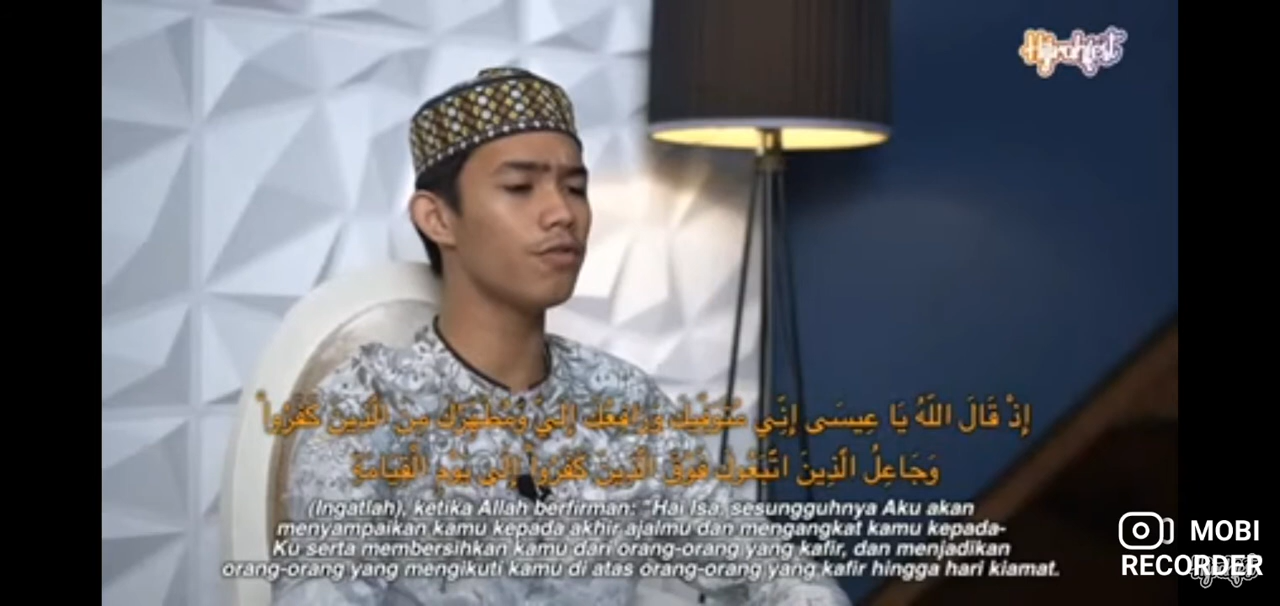 Hijrahfest
إِذْ قَالَ اللّهُ يَا عِيسَى إِنِّي مُتَوَفِّيكَ وَرَافِعُكَ إِلَيَّ وَمُطَهِّرُكَ مِنَ الَّذِينَ كَفَرُواْ
وَجَاعِلُ الَّذِينَ اتَّبَعُوكَ فَوْقَ الَّذِينَ كَفَرُواْ إِلَى يَوْمِ الْقِيَامَةِ
(Ingatlah), ketika Allah berfirman: "Hai Isa, sesungguhnya Aku akan
menyampaikan kamu kepada akhir ajalmu dan mengangkat kamu kepada-
Ku serta membersihkan kamu dari orang-orang yang kafir, dan menjadikan
orang-orang yang mengikuti kamu di atas orang-orang yang kafir hingga hari kiamat.
MOBI
RECORDER